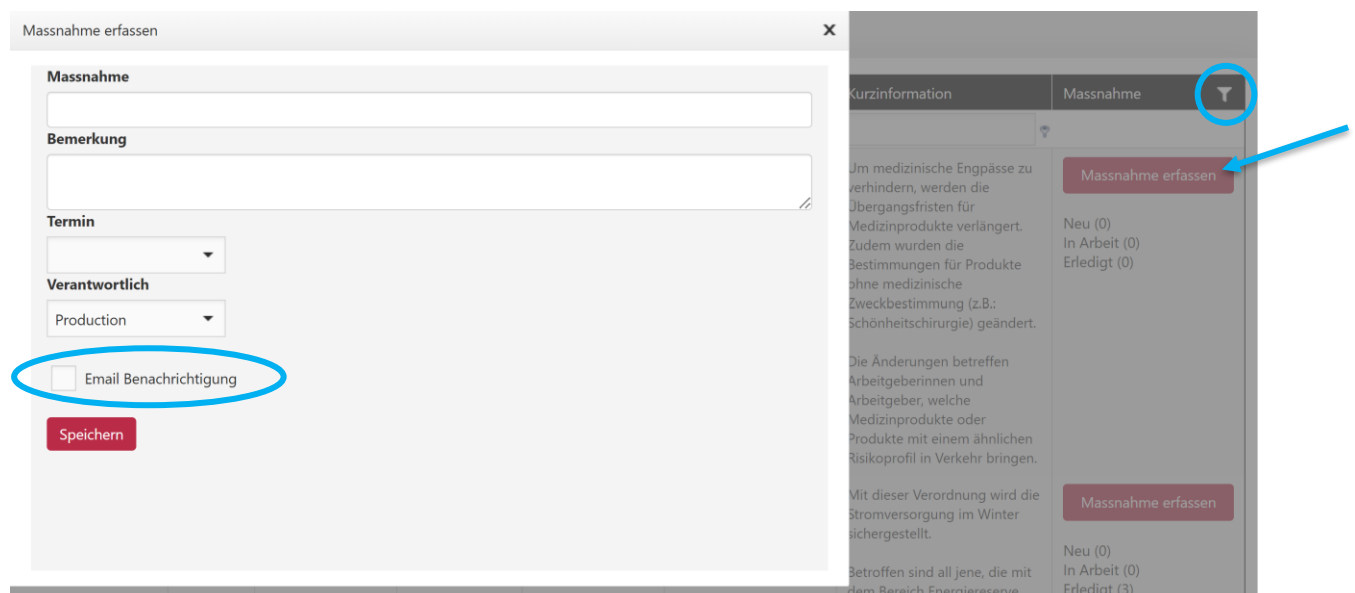 Massnahme erfassen
x
Massnahme
Bemerkung
Termin
Verantwortlich
Production
Email Benachrichtigung
Speichern
Kurzinformation
Massnahme
Um medizinische Engpässe zu
verhindern, werden die
Übergangsfristen für
Medizinprodukte verlängert.
Zudem wurden die
Bestimmungen für Produkte
ohne medizinische
Zweckbestimmung (z.B.:
Schönheitschirurgie) geändert.
Die Änderungen betreffen
Arbeitgeberinnen und
Arbeitgeber, welche
Medizinprodukte oder
Produkte mit einem ähnlichen
Risikoprofil in Verkehr bringen.
Massnahme erfassen
Neu (0)
In Arbeit (0)
Erledigt (0)
Mit dieser Verordnung wird die
Stromversorgung im Winter
sichergestellt.
Betroffen sind all jene, die mit
dem Bereich Energiereserve
Massnahme erfassen
Neu (0)
In Arbeit (0)
Erledigt (3)